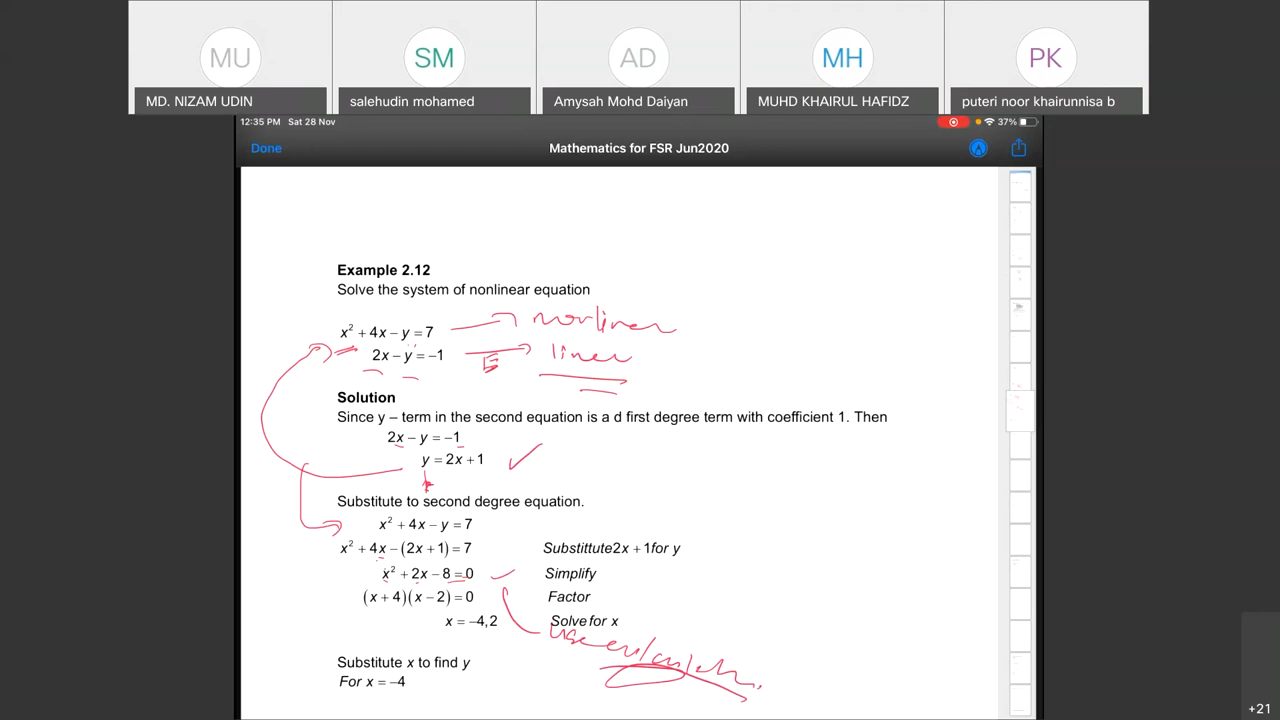 MU SM AD MH PK
MD. NIZAM UDIN salehudin mohamed Amysah Mohd Daiyan MUHD KHAIRUL HAFIDZ puteri noor khairunnisa b
12:35 PM Sat 28 Nov 37%
Done Mathematics for FSR Jun2020
Example 2.12
Solve the system of nonlinear equation
x² + 4x − y = 7 nonliner
2x − y = −1 liner
Solution
Since y – term in the second equation is a d first degree term with coefficient 1. Then
2x − y = −1
y = 2x + 1
Substitute to second degree equation.
x² + 4x − y = 7
x² + 4x − (2x + 1) = 7 Substittute2x + 1for y
x² + 2x − 8 = 0 Simplify
(x + 4)(x − 2) = 0 Factor
x = −4,2 Solve for x
use
Substitute x to find y
For x = −4
+21